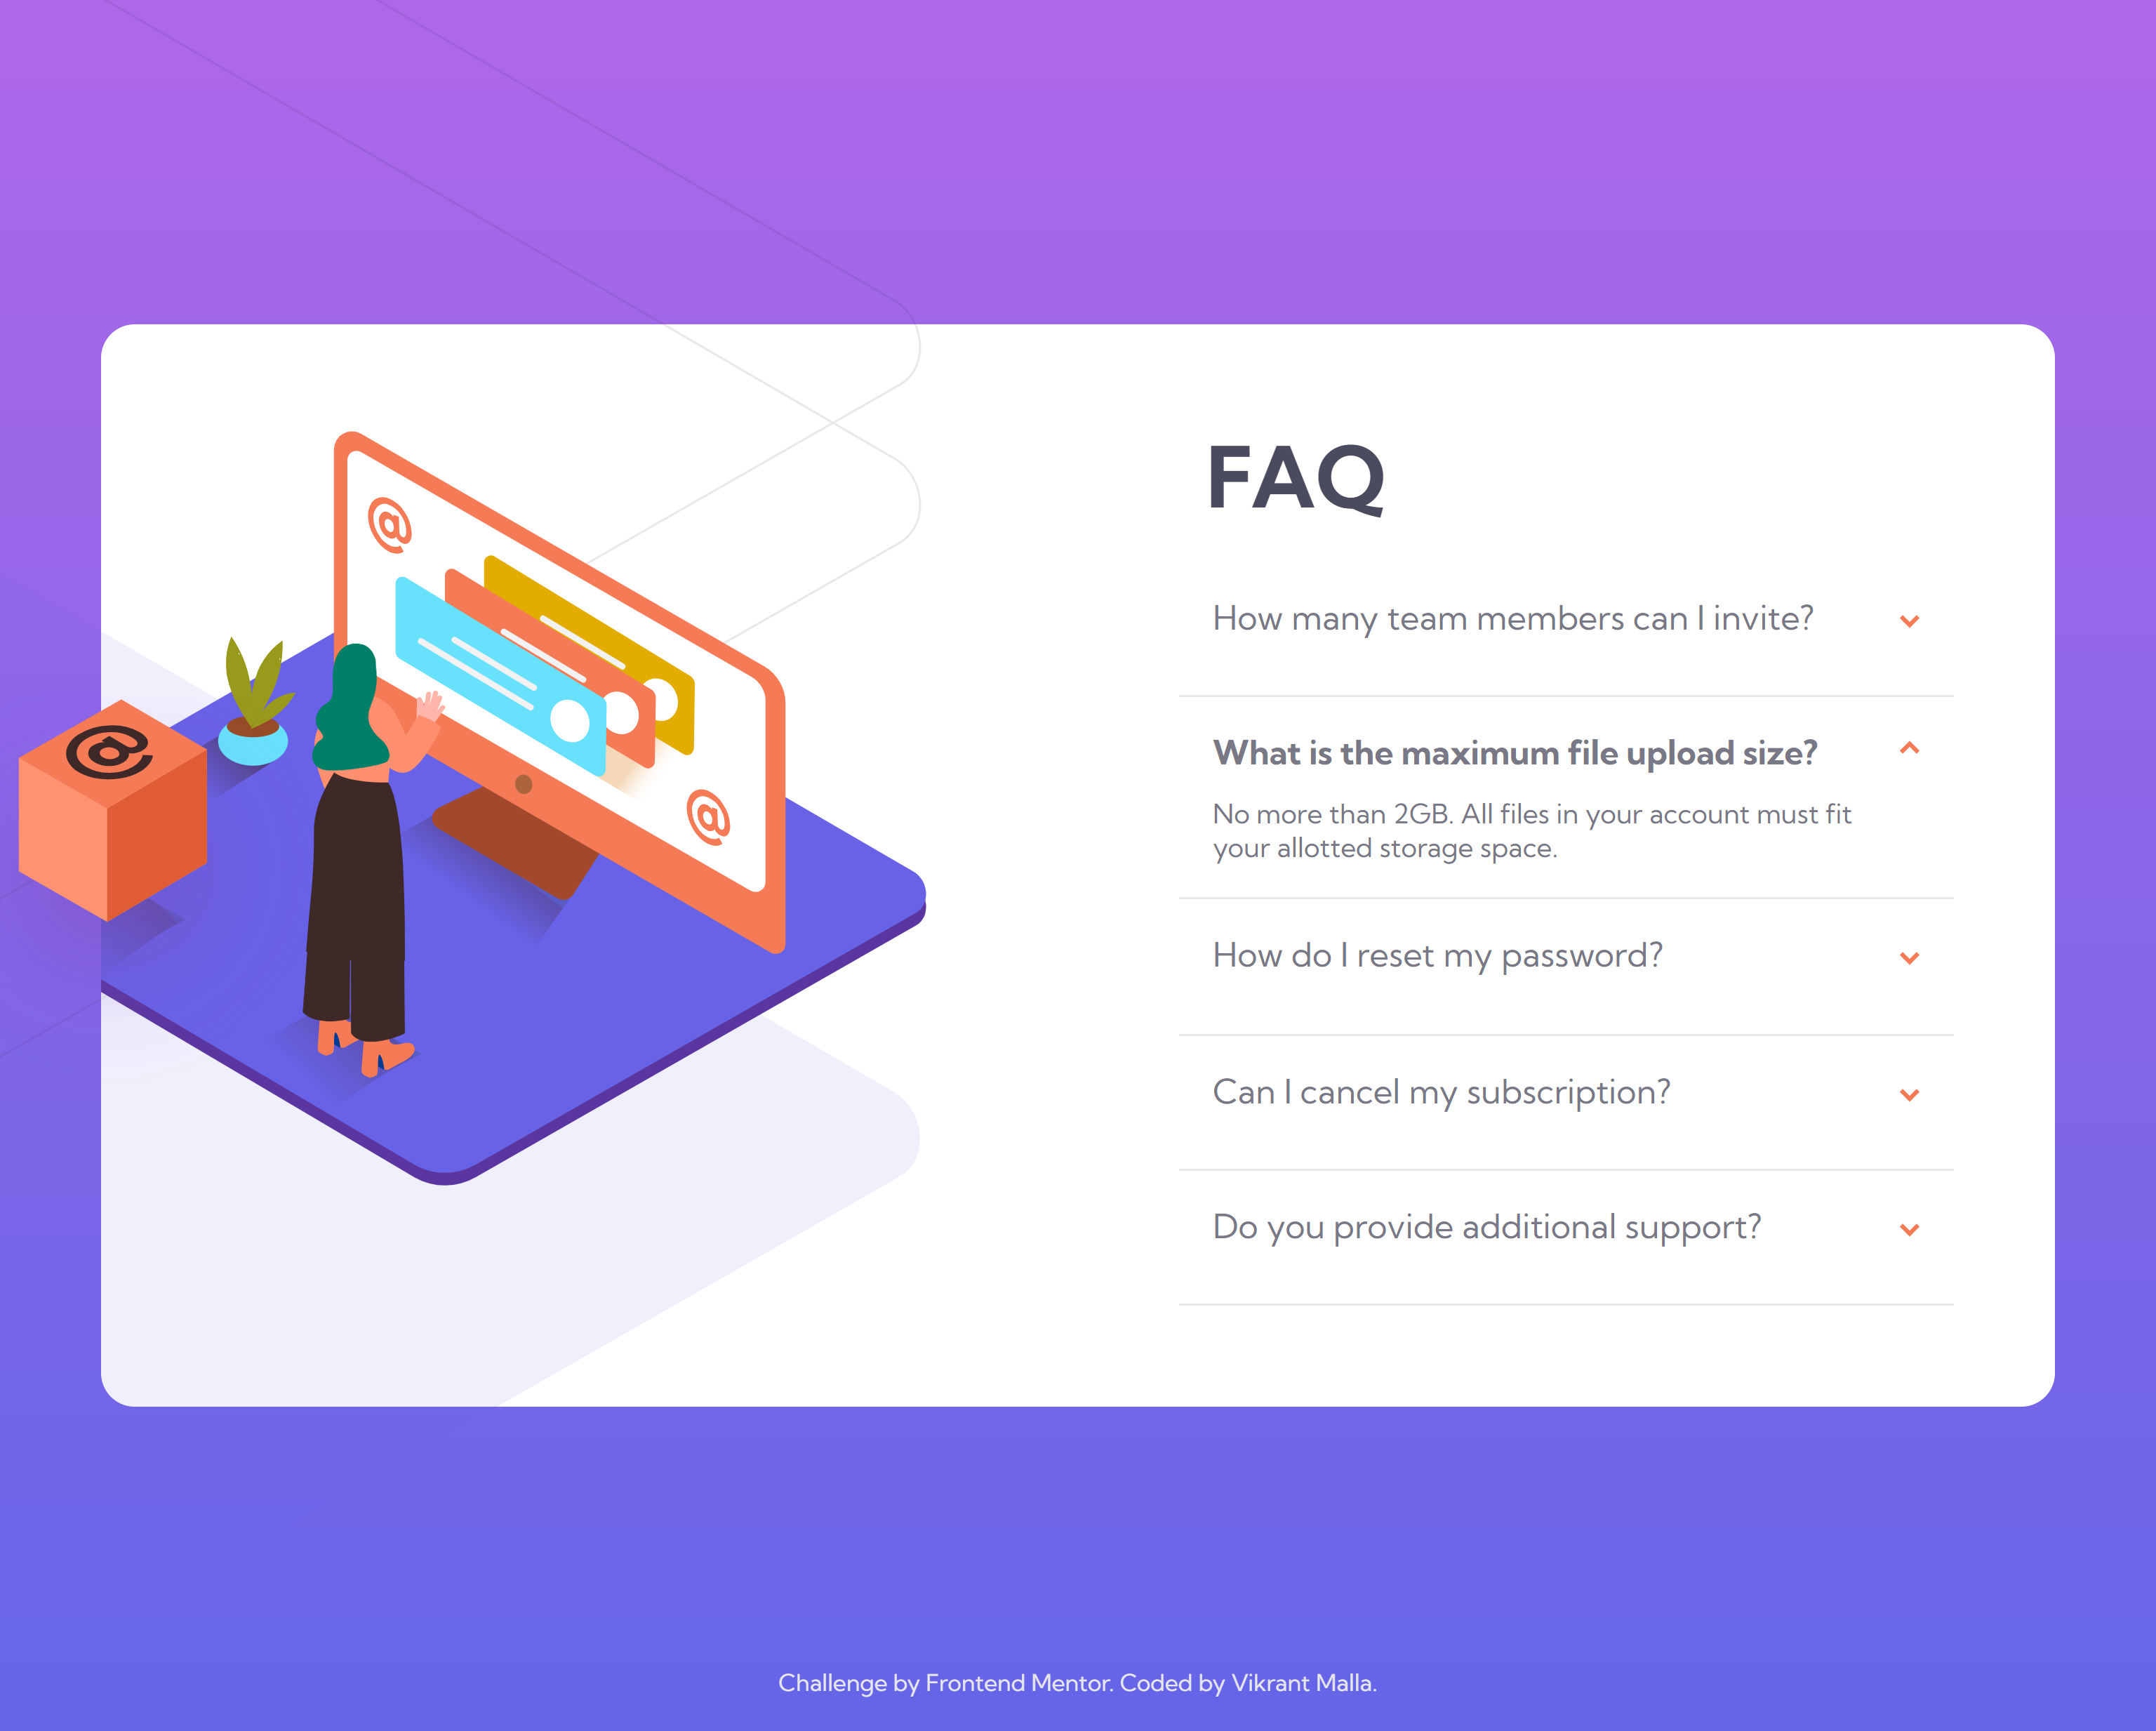 FAQ
How many team members can I invite?
What is the maximum file upload size?
No more than 2GB. All files in your account must fit
your allotted storage space.
How do I reset my password?
Can I cancel my subscription?
Do you provide additional support?
@
@
@
Challenge by Frontend Mentor. Coded by Vikrant Malla.